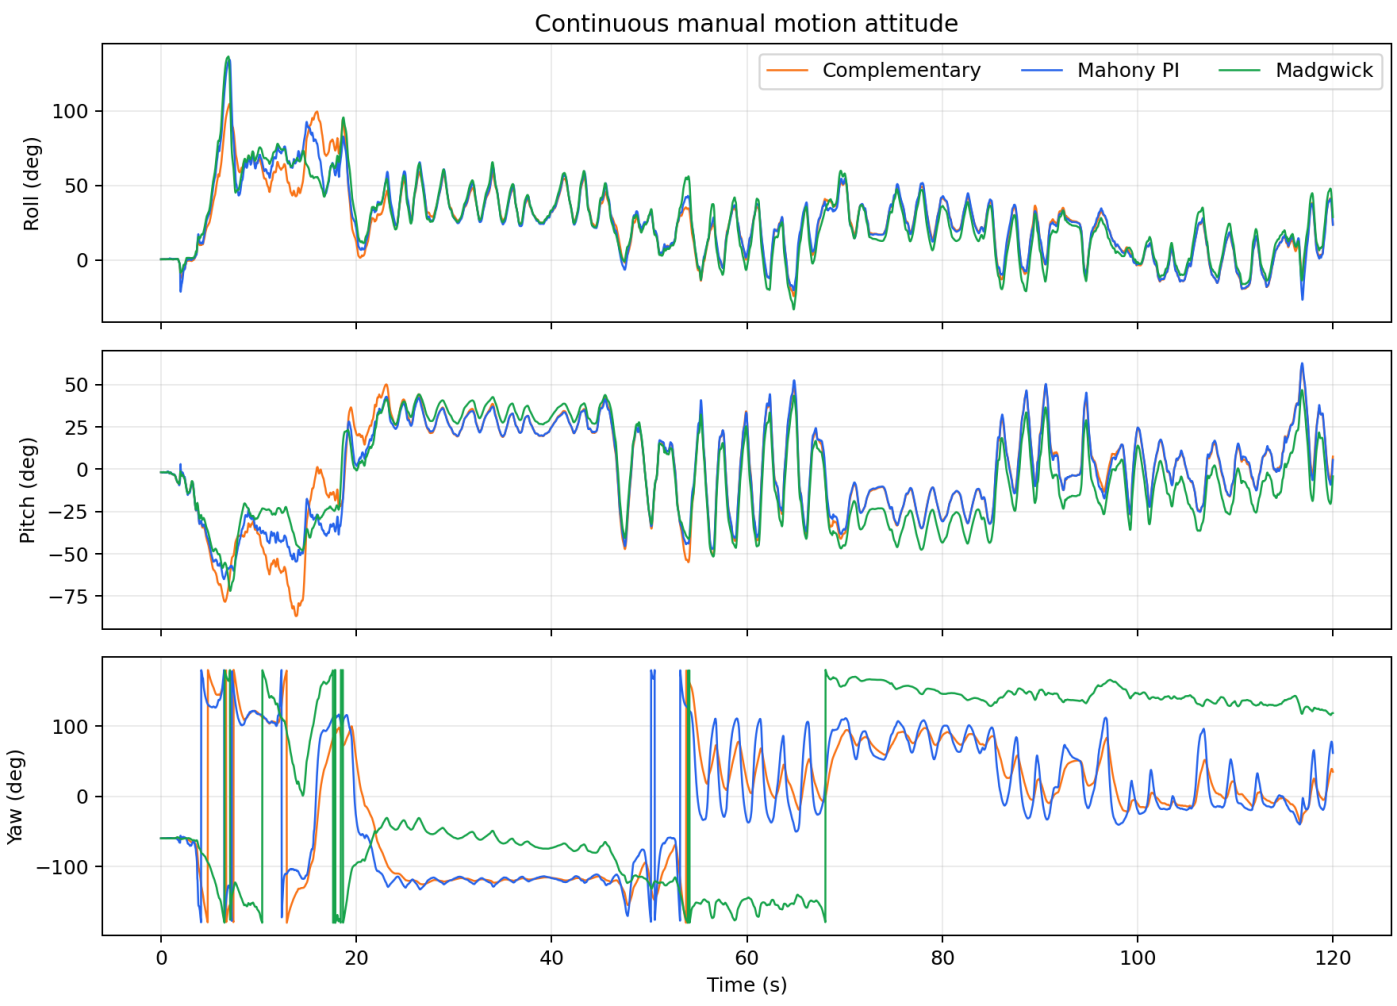 Continuous manual motion attitude
Complementary Mahony PI Madgwick
Roll (deg)
100
50
0
Pitch (deg)
50
25
0
−25
−50
−75
Yaw (deg)
100
0
−100
0 20 40 60 80 100 120
Time (s)